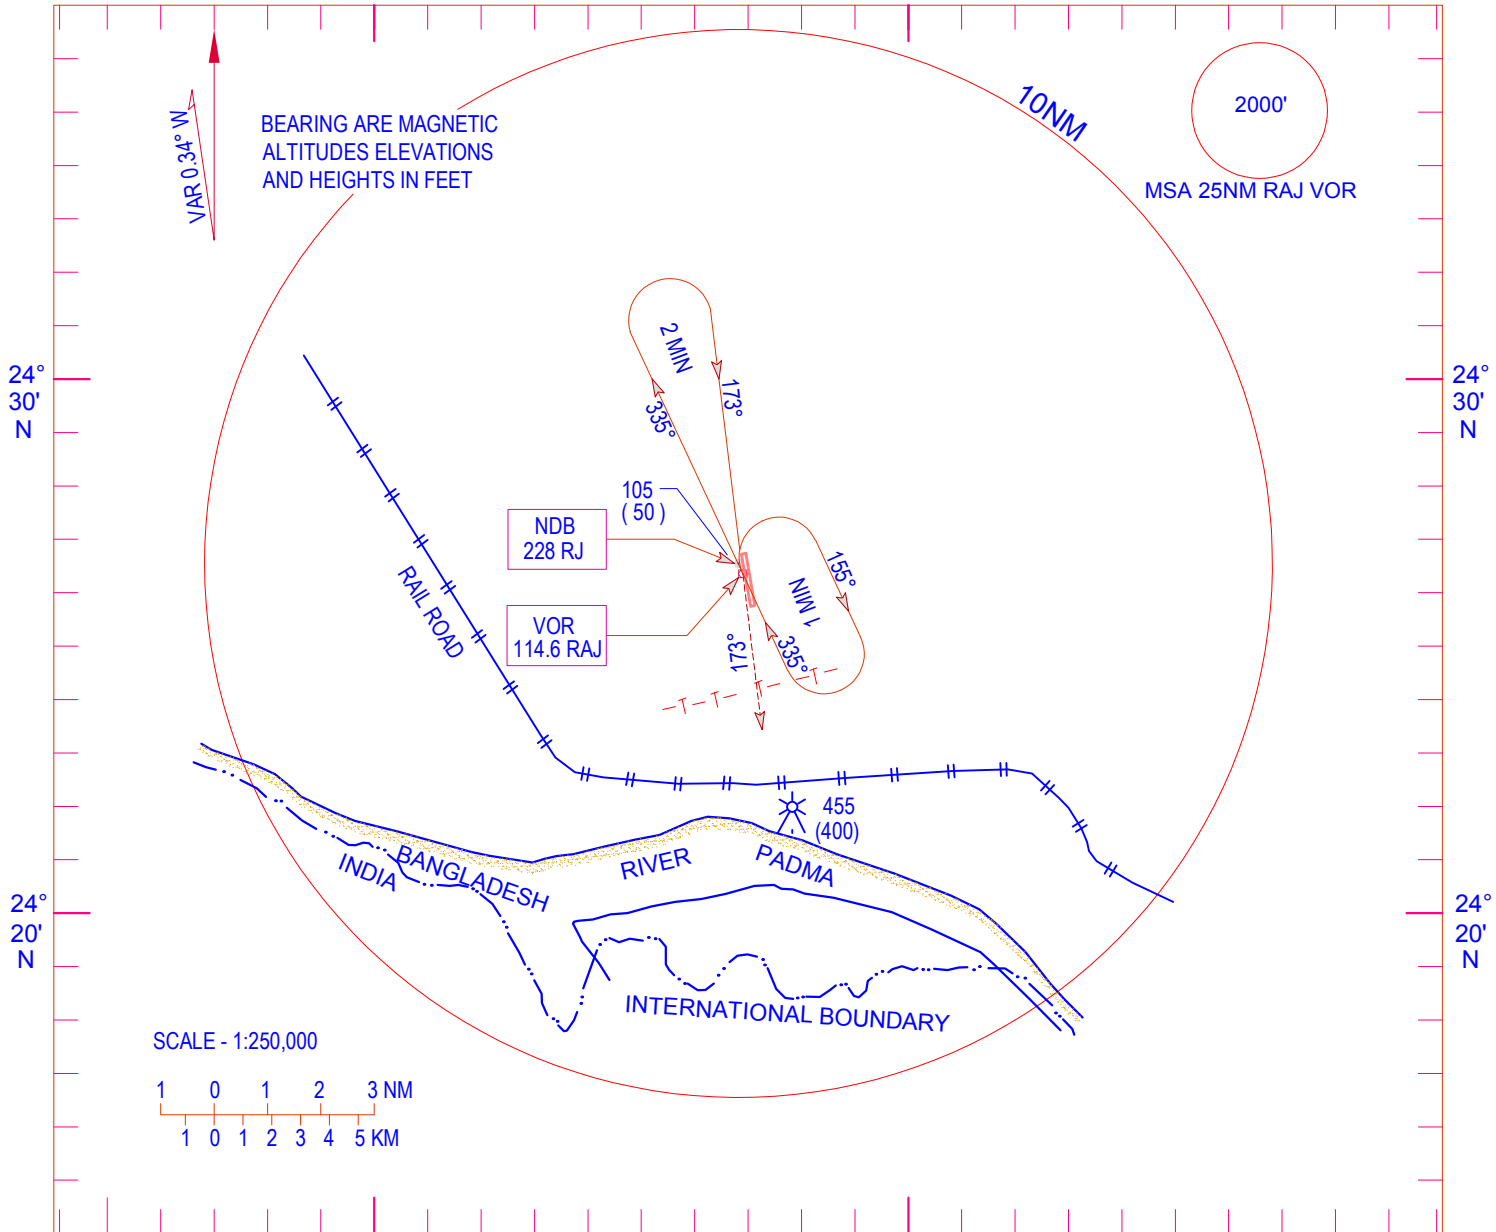 10NM
2000'
MSA 25NM RAJ VOR
VAR 0.34° W
BEARING ARE MAGNETIC
ALTITUDES ELEVATIONS
AND HEIGHTS IN FEET
2 MIN
24°
30'
N
24°
30'
N
335°
173°
105
( 50 )
NDB
228 RJ
RAIL ROAD
VOR
114.6 RAJ
155°
1 MIN
173°
335°
455
(400)
BANGLADESH
INDIA
RIVER
PADMA
24°
20'
N
24°
20'
N
INTERNATIONAL BOUNDARY
SCALE - 1:250,000
1 0 1 2 3 NM
1 0 1 2 3 4 5 KM